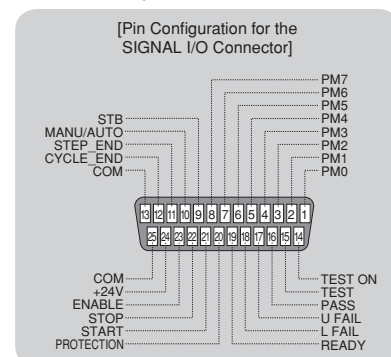 [Pin Configuration for the
SIGNAL I/O Connector]
PM7
PM6
PM5
STB PM4
MANU/AUTO PM3
STEP_END PM2
CYCLE_END PM1
COM PM0
13 12 11 10 9 8 7 6 5 4 3 2 1
25 24 23 22 21 20 19 18 17 16 15 14
COM TEST ON
+24V TEST
ENABLE PASS
STOP U FAIL
START L FAIL
PROTECTION READY